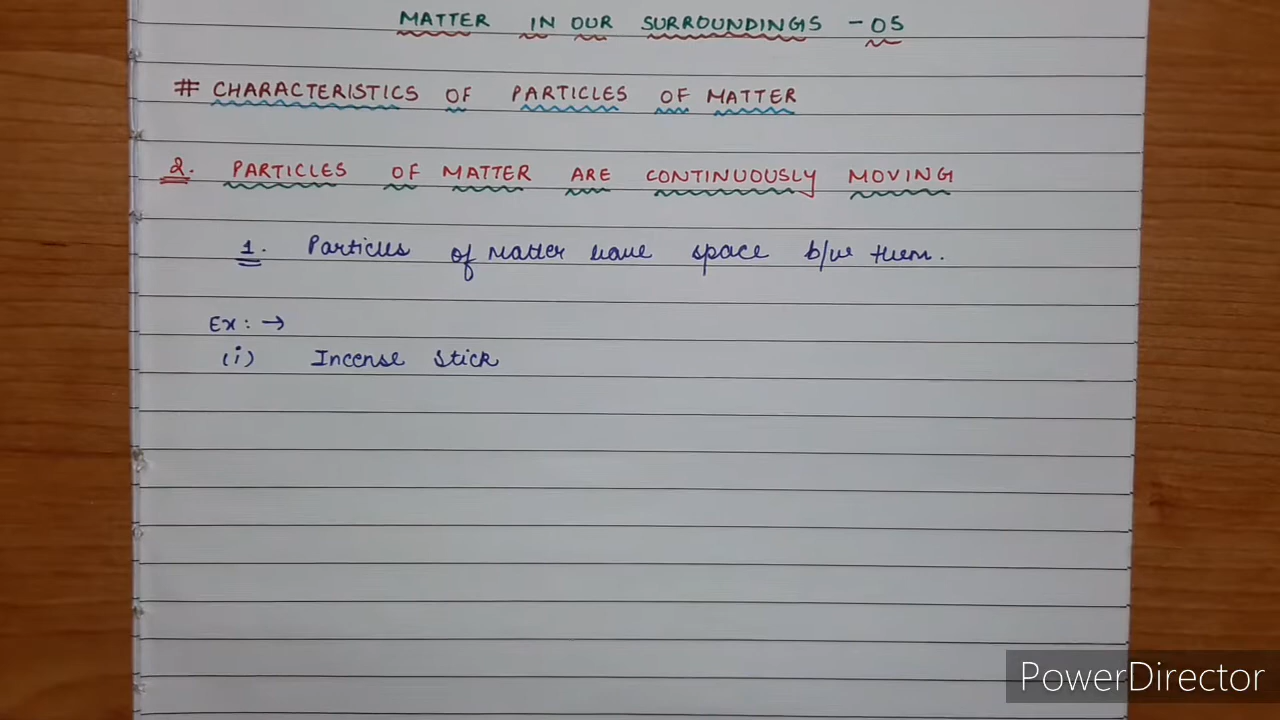 MATTER IN OUR SURROUNDINGS - 05
# CHARACTERISTICS OF PARTICLES OF MATTER
2. PARTICLES OF MATTER ARE CONTINUOUSLY MOVING
1. Particles of Matter have space b/w them.
Ex: →
(i) Incense stick
PowerDirector